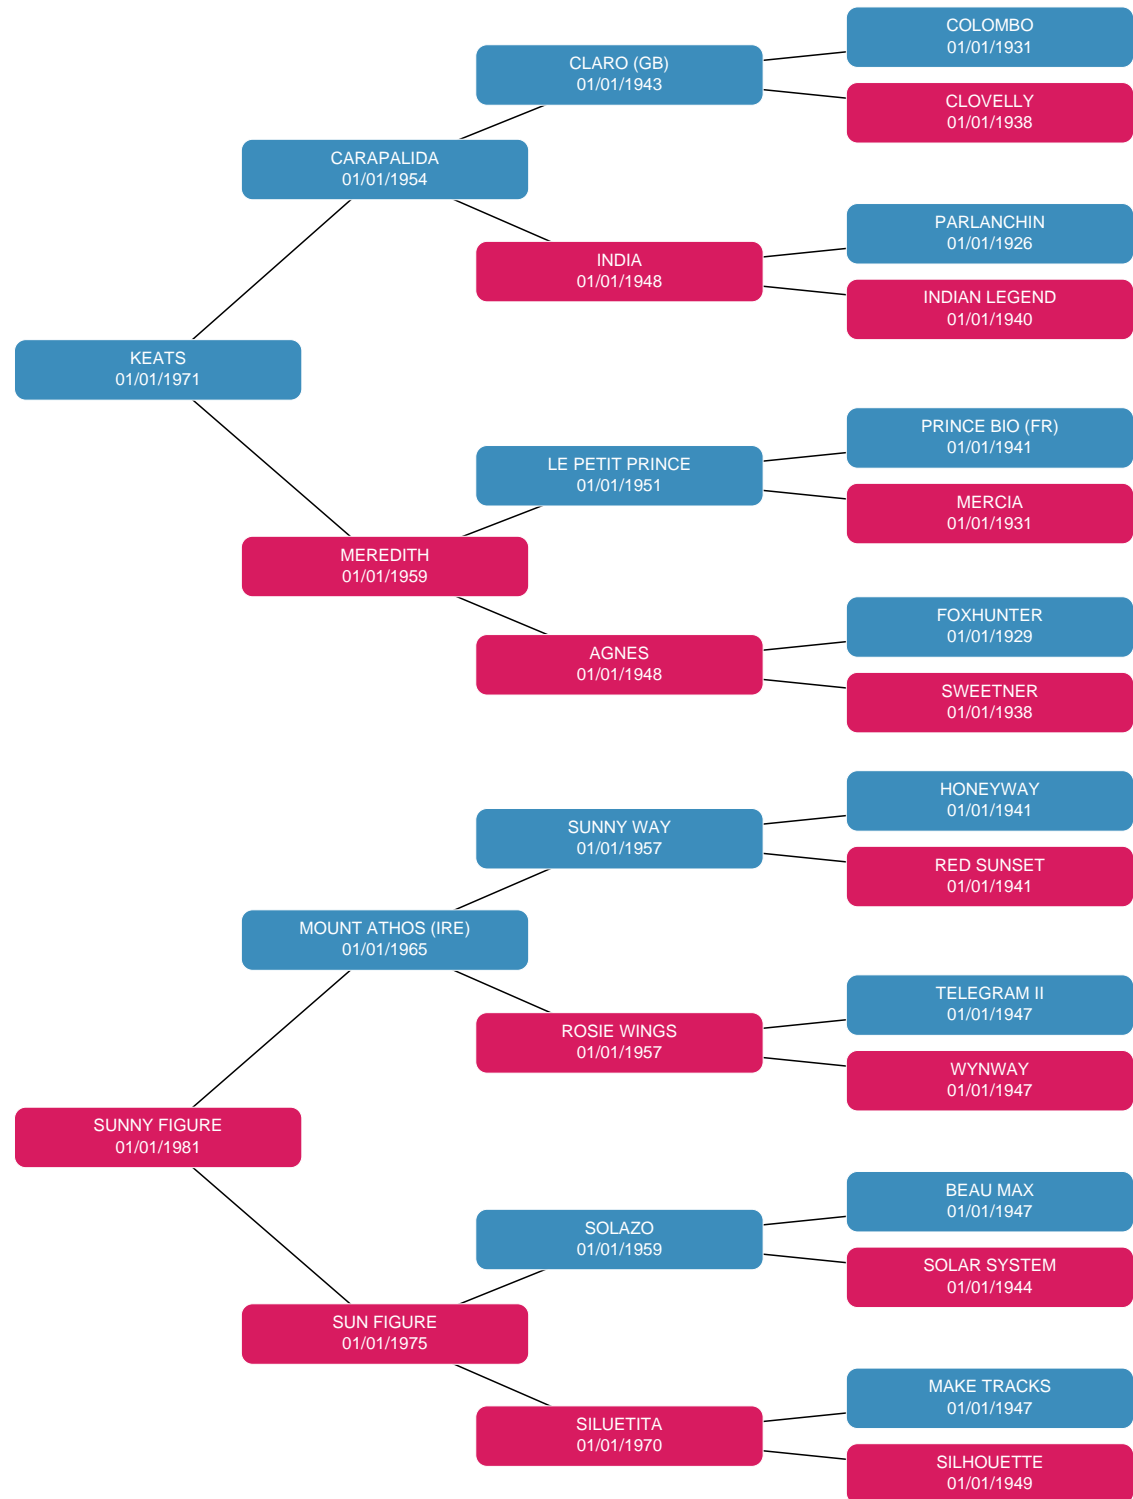 COLOMBO
01/01/1931
CLARO (GB)
01/01/1943
CLOVELLY
01/01/1938
CARAPALIDA
01/01/1954
PARLANCHIN
01/01/1926
INDIA
01/01/1948
INDIAN LEGEND
01/01/1940
KEATS
01/01/1971
PRINCE BIO (FR)
01/01/1941
LE PETIT PRINCE
01/01/1951
MERCIA
01/01/1931
MEREDITH
01/01/1959
FOXHUNTER
01/01/1929
AGNES
01/01/1948
SWEETNER
01/01/1938
HONEYWAY
01/01/1941
SUNNY WAY
01/01/1957
RED SUNSET
01/01/1941
MOUNT ATHOS (IRE)
01/01/1965
TELEGRAM II
01/01/1947
ROSIE WINGS
01/01/1957
WYNWAY
01/01/1947
SUNNY FIGURE
01/01/1981
BEAU MAX
01/01/1947
SOLAZO
01/01/1959
SOLAR SYSTEM
01/01/1944
SUN FIGURE
01/01/1975
MAKE TRACKS
01/01/1947
SILUETITA
01/01/1970
SILHOUETTE
01/01/1949